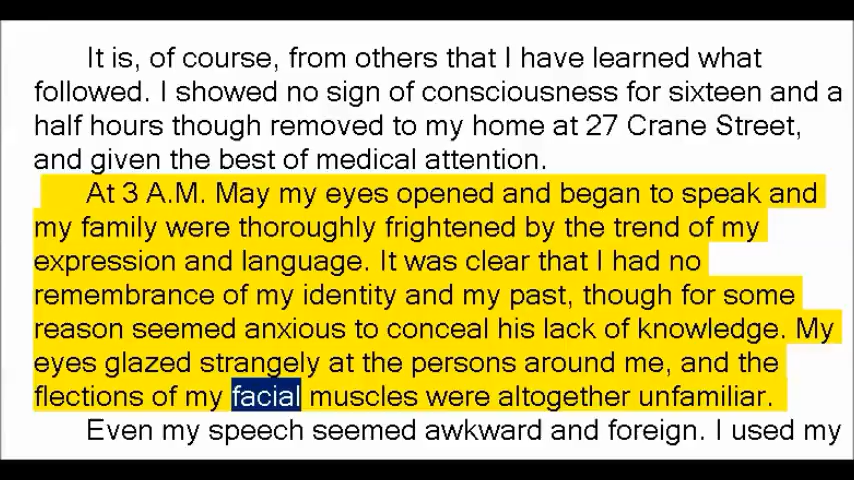 It is, of course, from others that I have learned what
followed. I showed no sign of consciousness for sixteen and a
half hours though removed to my home at 27 Crane Street,
and given the best of medical attention.
At 3 A.M. May my eyes opened and began to speak and
my family were thoroughly frightened by the trend of my
expression and language. It was clear that I had no
remembrance of my identity and my past, though for some
reason seemed anxious to conceal his lack of knowledge. My
eyes glazed strangely at the persons around me, and the
flections of my facial muscles were altogether unfamiliar.
Even my speech seemed awkward and foreign. I used my